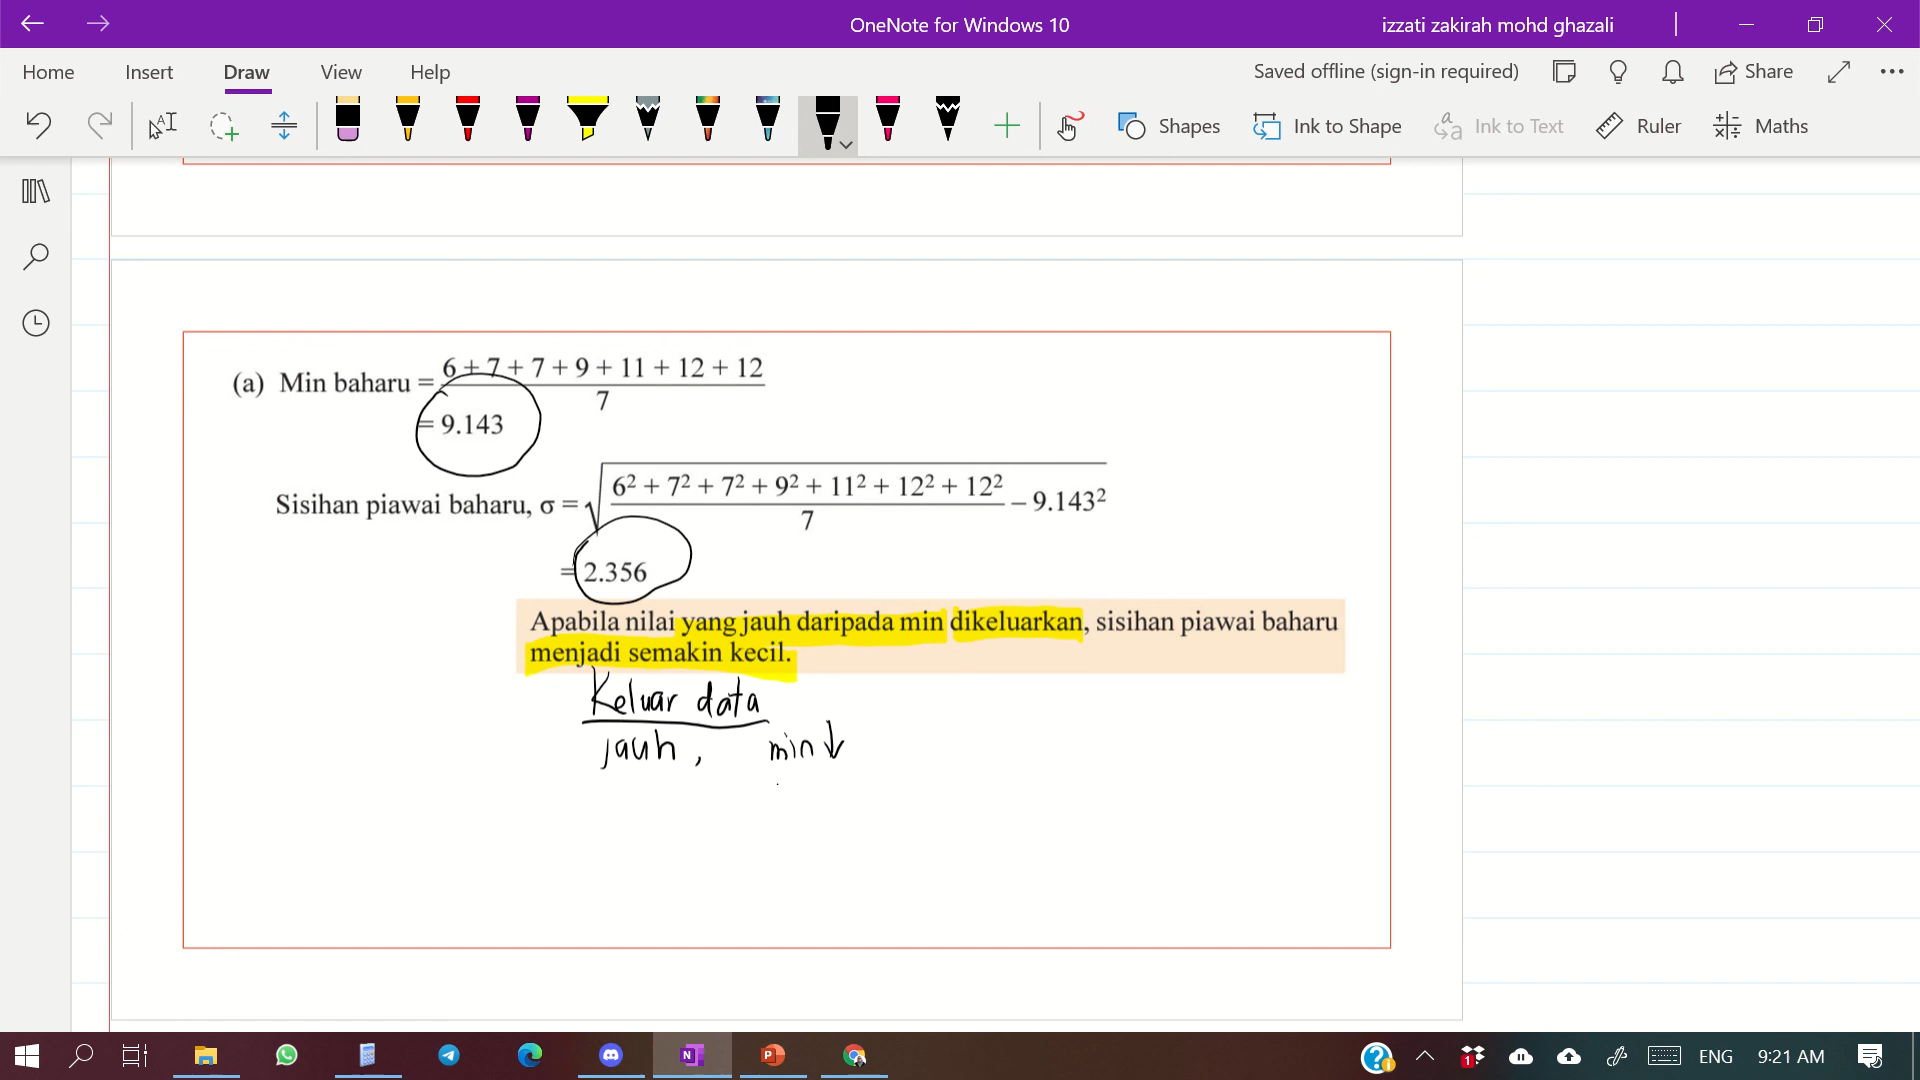 OneNote for Windows 10
izzati zakirah mohd ghazali
Home Insert Draw View Help
Saved offline (sign-in required) Share
Shapes Ink to Shape Ink to Text Ruler Maths
(a) Min baharu = (6 + 7 + 7 + 9 + 11 + 12 + 12)/7
= 9.143
Sisihan piawai baharu, σ = √((6² + 7² + 7² + 9² + 11² + 12² + 12²)/7 – 9.143²)
= 2.356
Apabila nilai yang jauh daripada min dikeluarkan, sisihan piawai baharu
menjadi semakin kecil.
Keluar data
jauh, min↓
1 ENG 9:21 AM